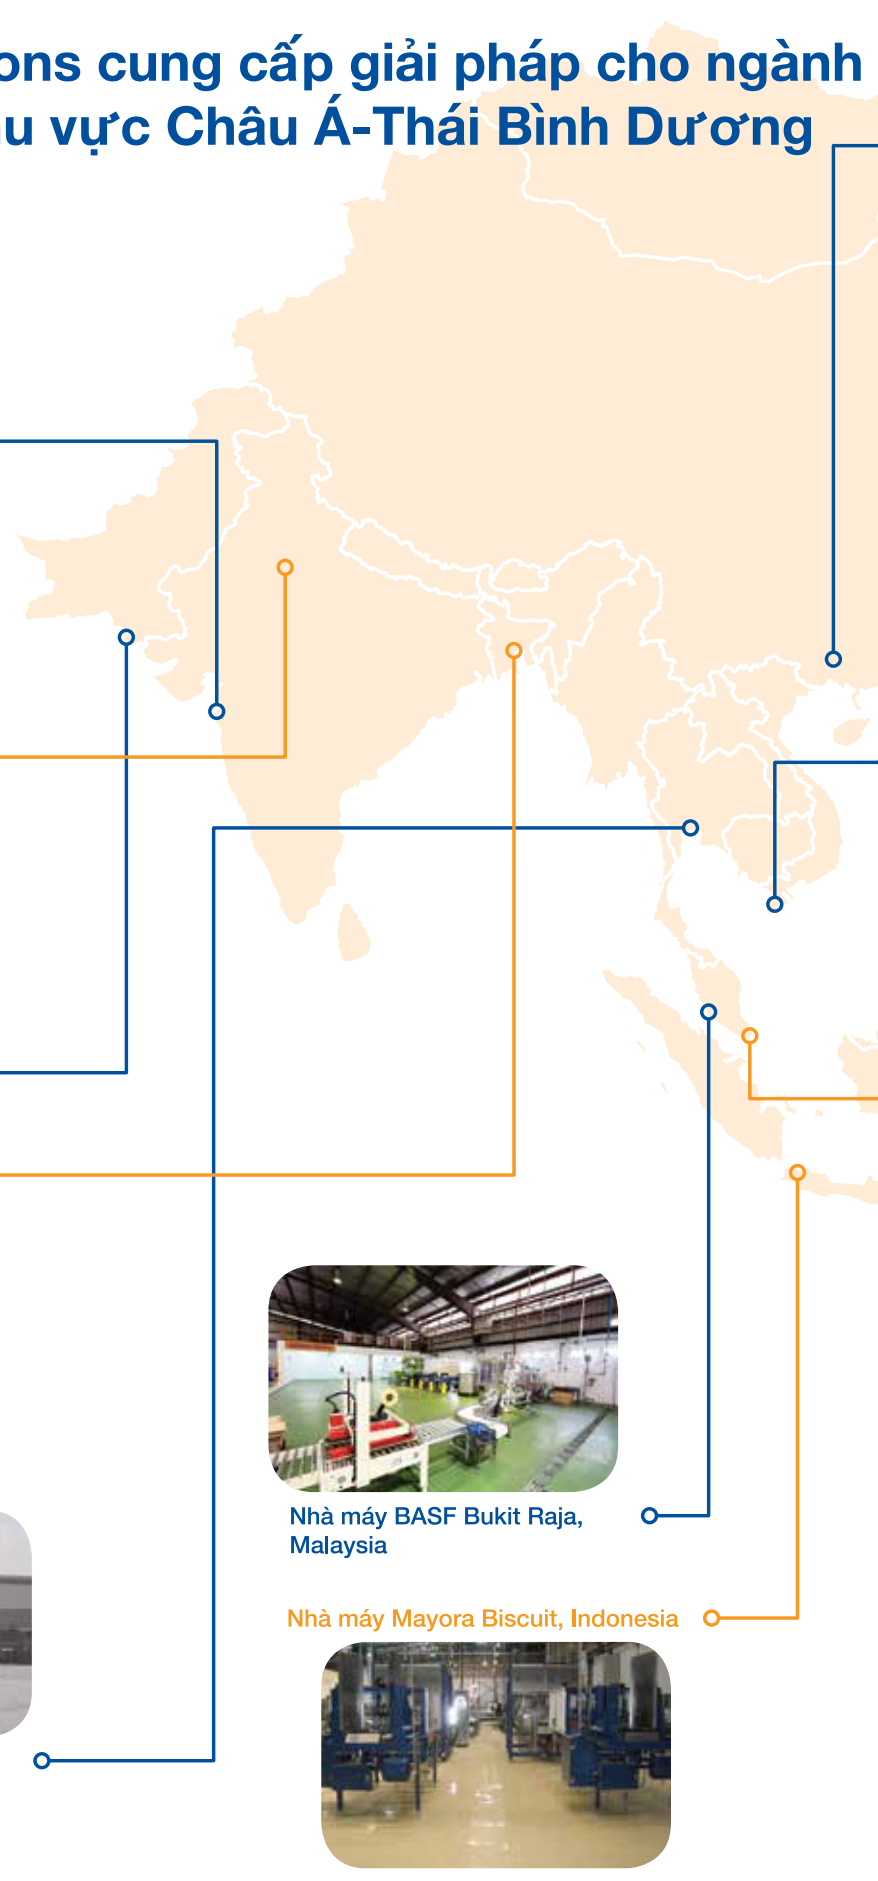 ons cung cấp giải pháp cho ngành
u vực Châu Á-Thái Bình Dương
Nhà máy BASF Bukit Raja,
Malaysia
Nhà máy Mayora Biscuit, Indonesia